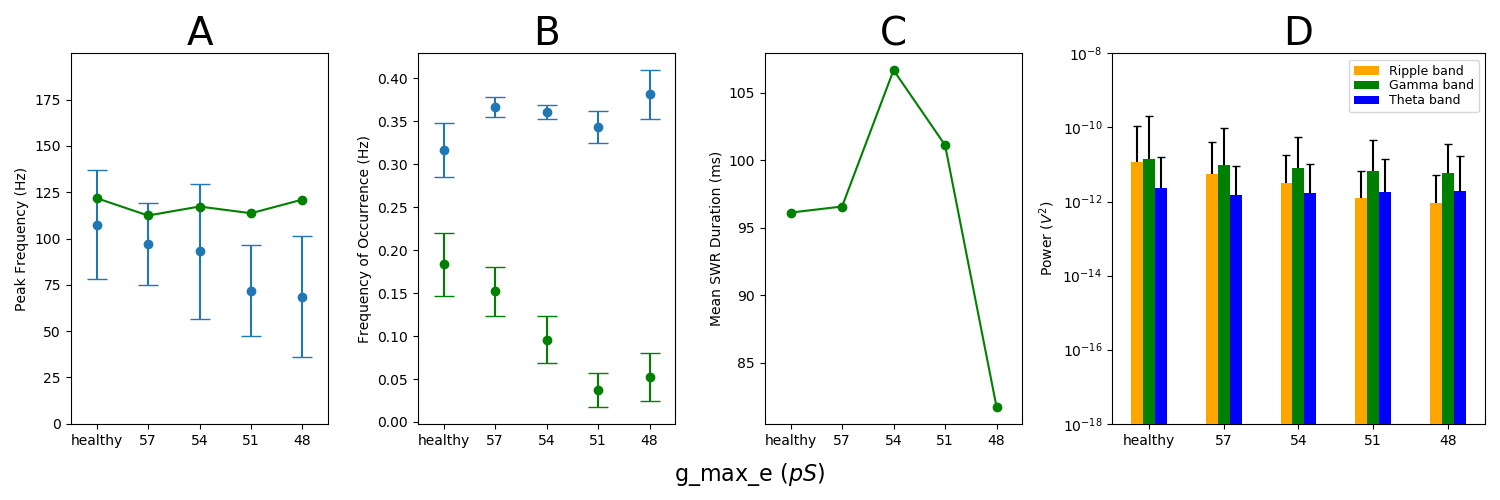 A
Peak Frequency (Hz)
175
150
125
100
75
50
25
0
healthy 57 54 51 48
B
Frequency of Occurrence (Hz)
0.40
0.35
0.30
0.25
0.20
0.15
0.10
0.05
0.00
healthy 57 54 51 48
C
Mean SWR Duration (ms)
105
100
95
90
85
healthy 57 54 51 48
D
Power (V²)
10⁻⁸
10⁻¹⁰
10⁻¹²
10⁻¹⁴
10⁻¹⁶
10⁻¹⁸
Ripple band
Gamma band
Theta band
healthy 57 54 51 48
g_max_e (pS)